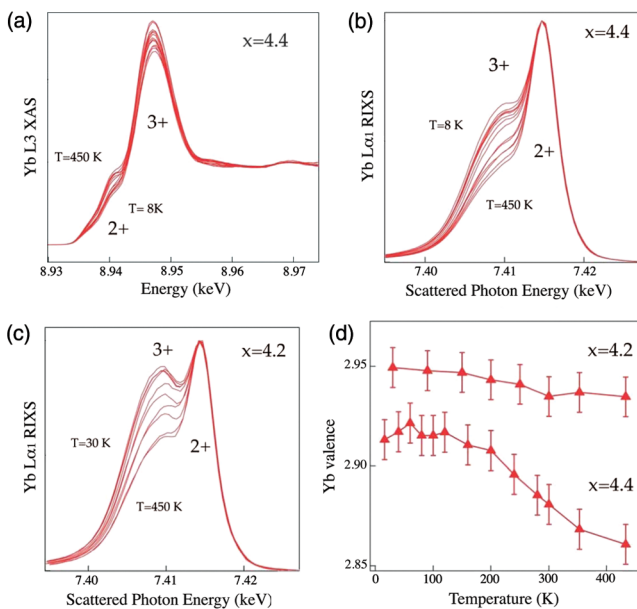 (a)
x=4.4
Yb L3 XAS
3+
T=450 K
T= 8K
2+
8.93 8.94 8.95 8.96 8.97
Energy (keV)
(b)
x=4.4
Yb Lα1 RIXS
3+
T=8 K
2+
T=450 K
7.40 7.41 7.42
Scattered Photon Energy (keV)
(c)
x=4.2
3+
Yb Lα1 RIXS
T=30 K
2+
T=450 K
7.40 7.41 7.42
Scattered Photon Energy (keV)
(d)
2.95
x=4.2
Yb valence
2.90
x=4.4
2.85
0 100 200 300 400
Temperature (K)